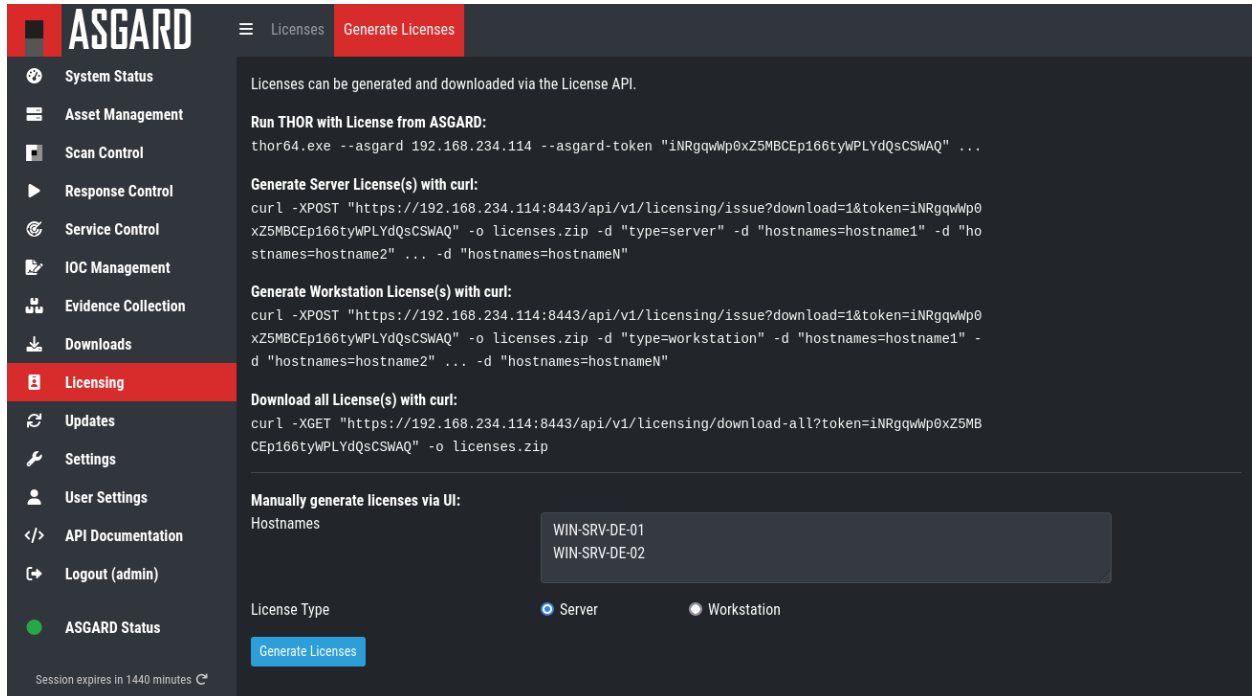 ASGARD
Licenses
Generate Licenses
System Status
Asset Management
Scan Control
Response Control
Service Control
IOC Management
Evidence Collection
Downloads
Licensing
Updates
Settings
User Settings
API Documentation
Logout (admin)
ASGARD Status
Session expires in 1440 minutes
Licenses can be generated and downloaded via the License API.
Run THOR with License from ASGARD:
thor64.exe --asgard 192.168.234.114 --asgard-token "iNRgqwWp0xZ5MBCEp166tyWPLYdQsCSWAQ" ...
Generate Server License(s) with curl:
curl -XPOST "https://192.168.234.114:8443/api/v1/licensing/issue?download=1&token=iNRgqwWp0
xZ5MBCEp166tyWPLYdQsCSWAQ" -o licenses.zip -d "type=server" -d "hostnames=hostname1" -d "ho
stnames=hostname2" ... -d "hostnames=hostnameN"
Generate Workstation License(s) with curl:
curl -XPOST "https://192.168.234.114:8443/api/v1/licensing/issue?download=1&token=iNRgqwWp0
xZ5MBCEp166tyWPLYdQsCSWAQ" -o licenses.zip -d "type=workstation" -d "hostnames=hostname1" -
d "hostnames=hostname2" ... -d "hostnames=hostnameN"
Download all License(s) with curl:
curl -XGET "https://192.168.234.114:8443/api/v1/licensing/download-all?token=iNRgqwWp0xZ5MB
CEp166tyWPLYdQsCSWAQ" -o licenses.zip
Manually generate licenses via UI:
Hostnames
WIN-SRV-DE-01
WIN-SRV-DE-02
License Type
Server
Workstation
Generate Licenses